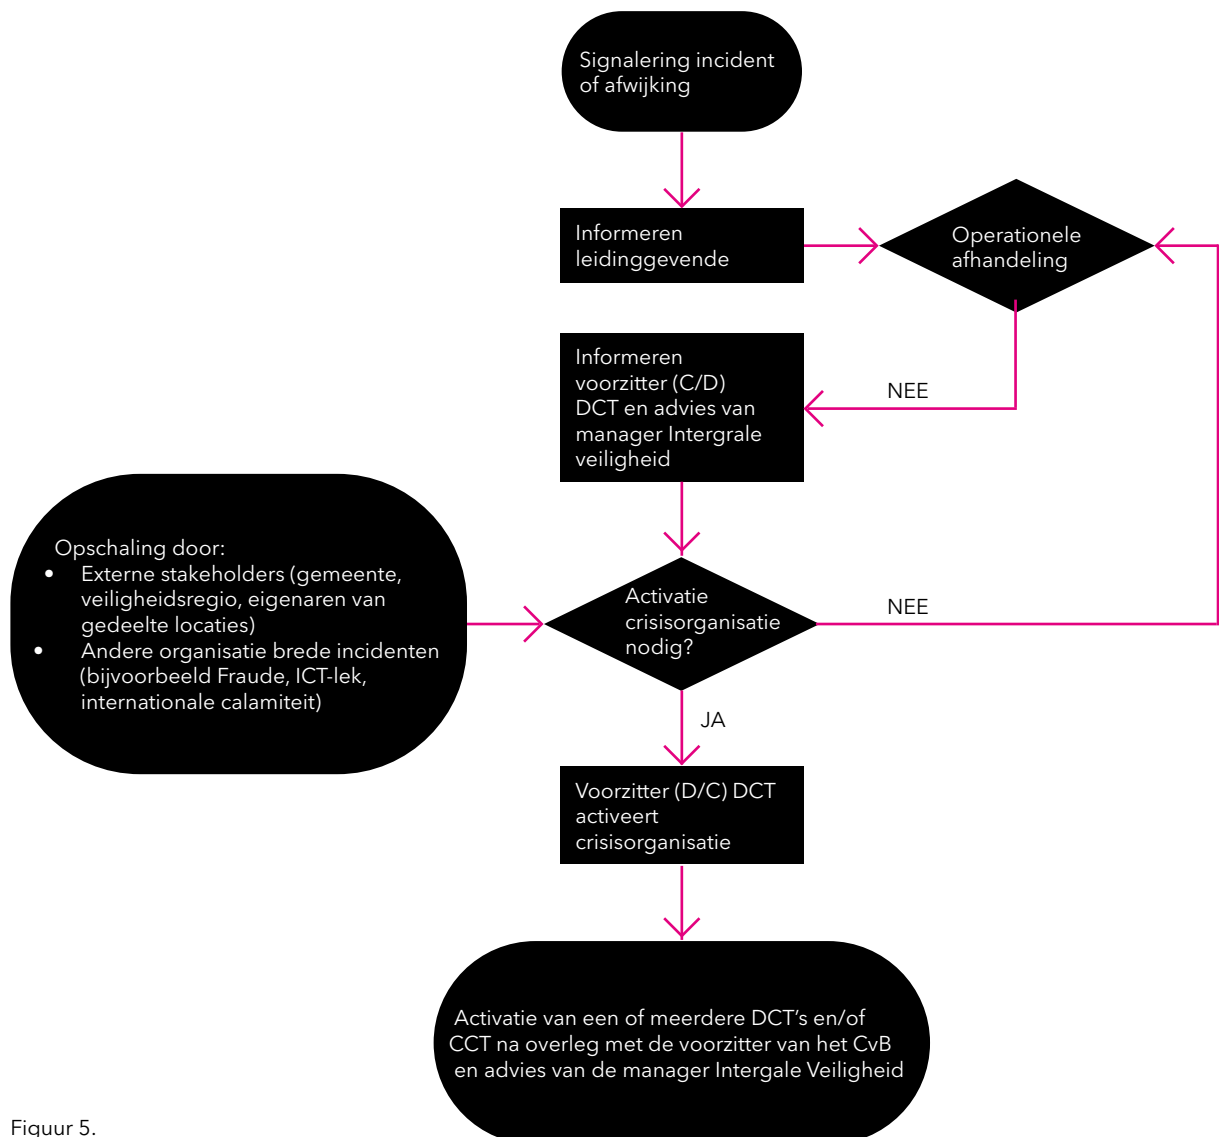 Signalering incident
of afwijking
Informeren
leidinggevende
Operationele
afhandeling
Informeren
voorzitter (C/D)
DCT en advies van
manager Intergrale
veiligheid
NEE
Opschaling door:
• Externe stakeholders (gemeente,
veiligheidsregio, eigenaren van
gedeelte locaties)
• Andere organisatie brede incidenten
(bijvoorbeeld Fraude, ICT-lek,
internationale calamiteit)
Activatie
crisisorganisatie
nodig?
NEE
JA
Voorzitter (D/C) DCT
activeert
crisisorganisatie
Activatie van een of meerdere DCT’s en/of
CCT na overleg met de voorzitter van het CvB
en advies van de manager Intergale Veiligheid
Figuur 5.